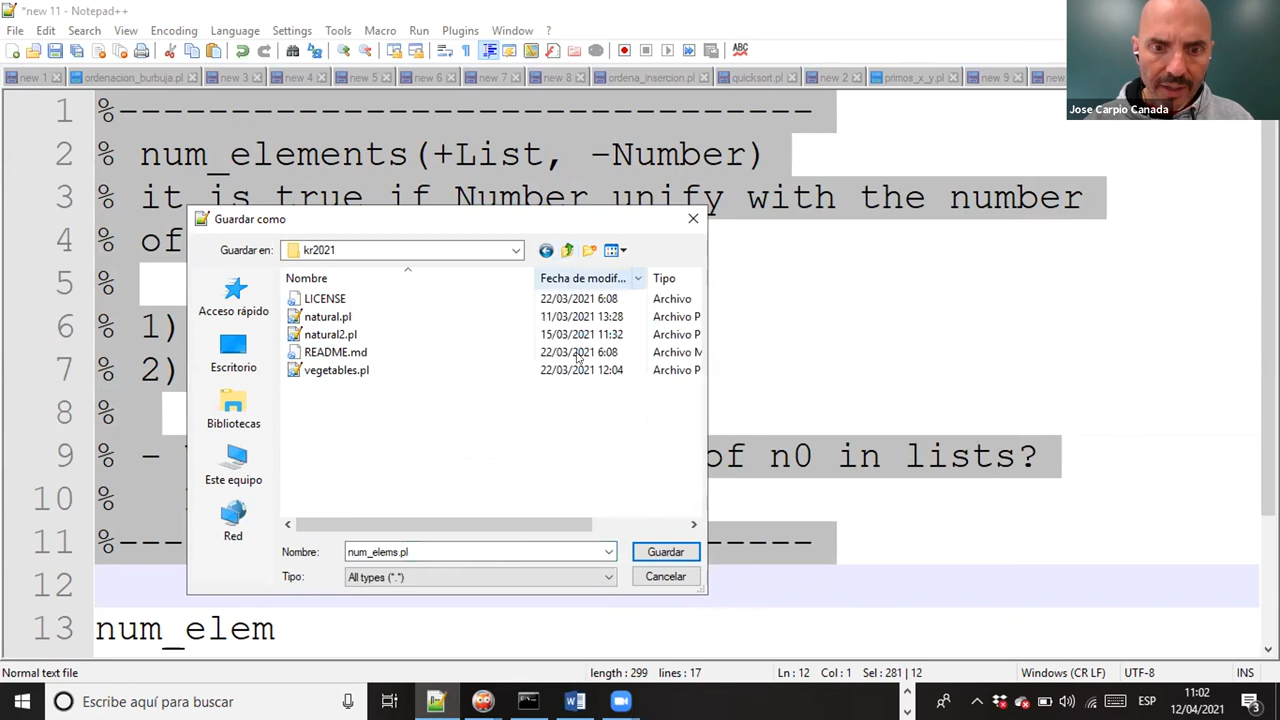 *new 11 - Notepad++
File Edit Search View Encoding Language Settings Tools Macro Run Plugins Window ?
new 1 ordenacion_burbuja.pl new 3 new 4 new 5 new 6 new 7 new 8 ordena_insercion.pl quicksort.pl new 2 primos_x_y.pl new 9 new
Jose Carpio Canada
1 %--------------------------------
2 % num_elements(+List, -Number)
3 % it is true if Number unify with the number
4 % of
5 %
6 % 1)
7 % 2)
8 %
9 % - of n0 in lists?
10 %
11 %
12
13 num_elem
Guardar como
Guardar en: kr2021
Nombre Fecha de modif... Tipo
LICENSE 22/03/2021 6:08 Archivo
natural.pl 11/03/2021 13:28 Archivo P
natural2.pl 15/03/2021 11:32 Archivo P
README.md 22/03/2021 6:08 Archivo M
vegetables.pl 22/03/2021 12:04 Archivo P
Acceso rápido
Escritorio
Bibliotecas
Este equipo
Red
Nombre: num_elems.pl Guardar
Tipo: All types (*.*) Cancelar
Normal text file length : 299 lines : 17 Ln : 12 Col : 1 Sel : 281 | 12 Windows (CR LF) UTF-8 INS
Escribe aquí para buscar
ESP
11:02
12/04/2021
3